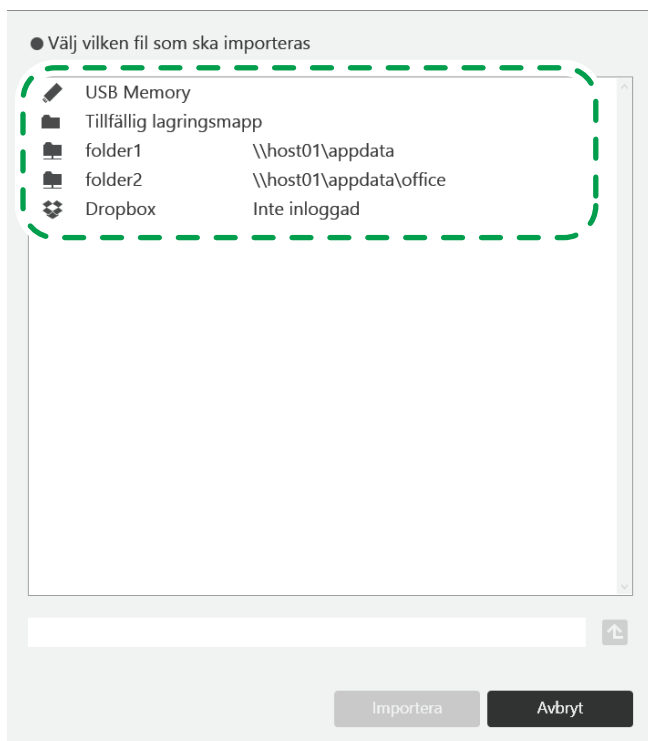 Välj vilken fil som ska importeras
USB Memory
Tillfällig lagringsmapp
folder1 \\host01\appdata
folder2 \\host01\appdata\office
Dropbox Inte inloggad
Importera Avbryt